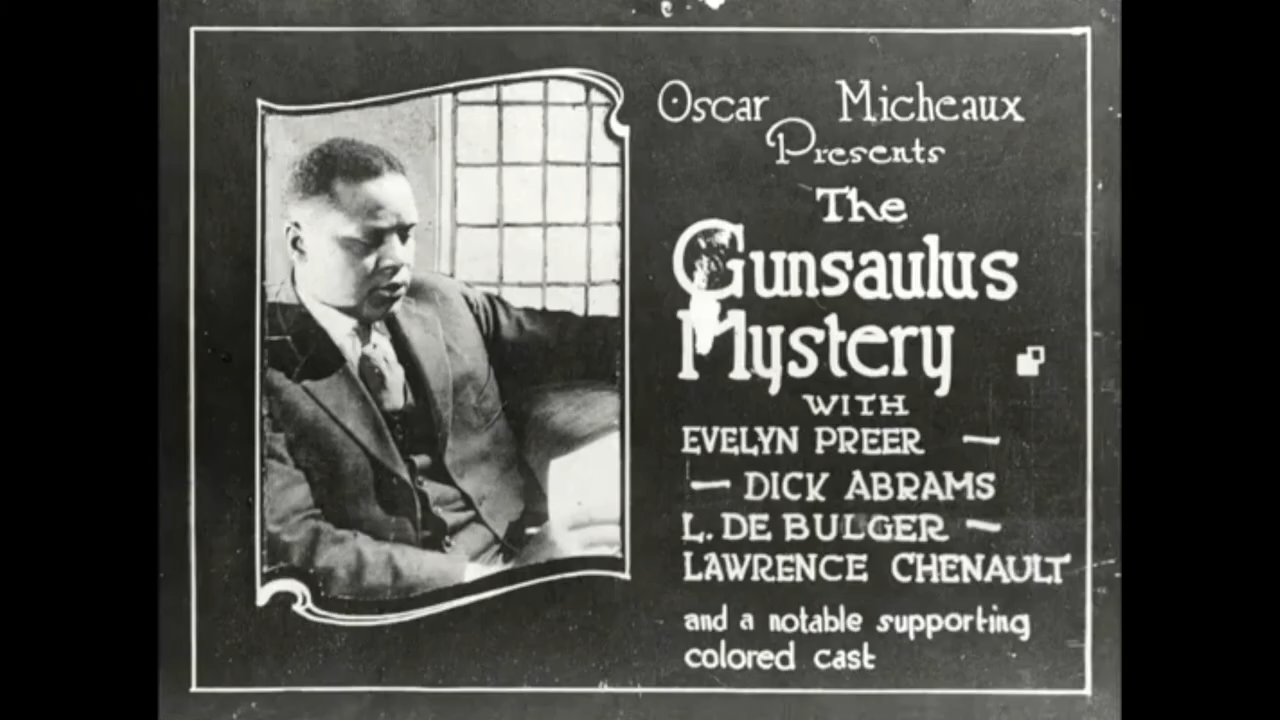 Oscar Micheaux
Presents
The
Gunsaulus
Mystery
WITH
EVELYN PREER —
— DICK ABRAMS
L. DE BULGER —
LAWRENCE CHENAULT
and a notable supporting
colored cast